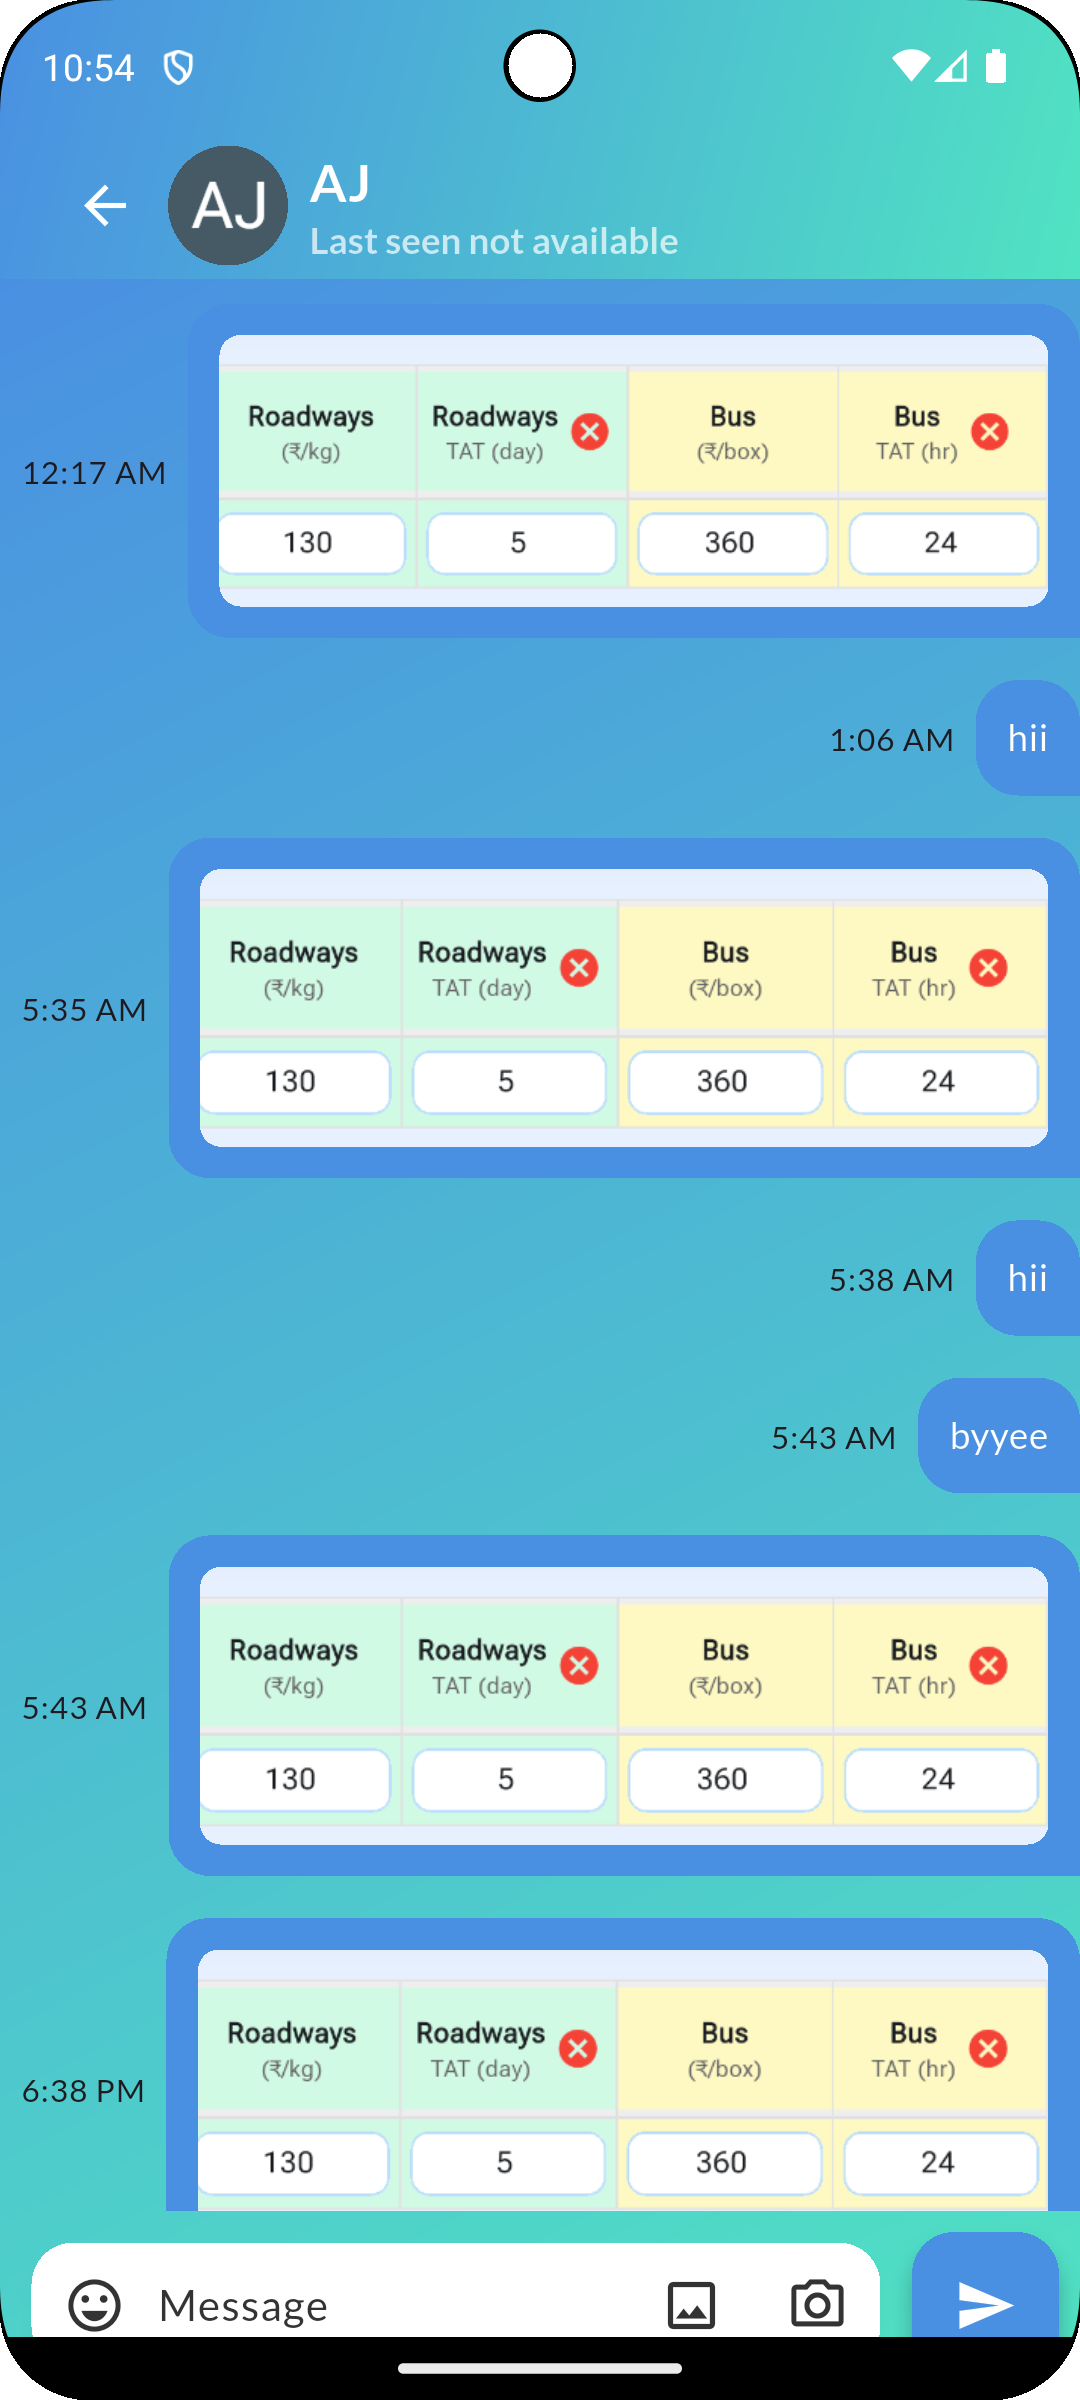 10:54
AJ
AJ
Last seen not available
Roadways Roadways Bus Bus
(₹/kg) TAT (day) (₹/box) TAT (hr)
130 5 360 24
12:17 AM
1:06 AM hii
Roadways Roadways Bus Bus
(₹/kg) TAT (day) (₹/box) TAT (hr)
5:35 AM
130 5 360 24
5:38 AM hii
5:43 AM byyee
Roadways Roadways Bus Bus
(₹/kg) TAT (day) (₹/box) TAT (hr)
5:43 AM
130 5 360 24
Roadways Roadways Bus Bus
(₹/kg) TAT (day) (₹/box) TAT (hr)
6:38 PM
130 5 360 24
Message